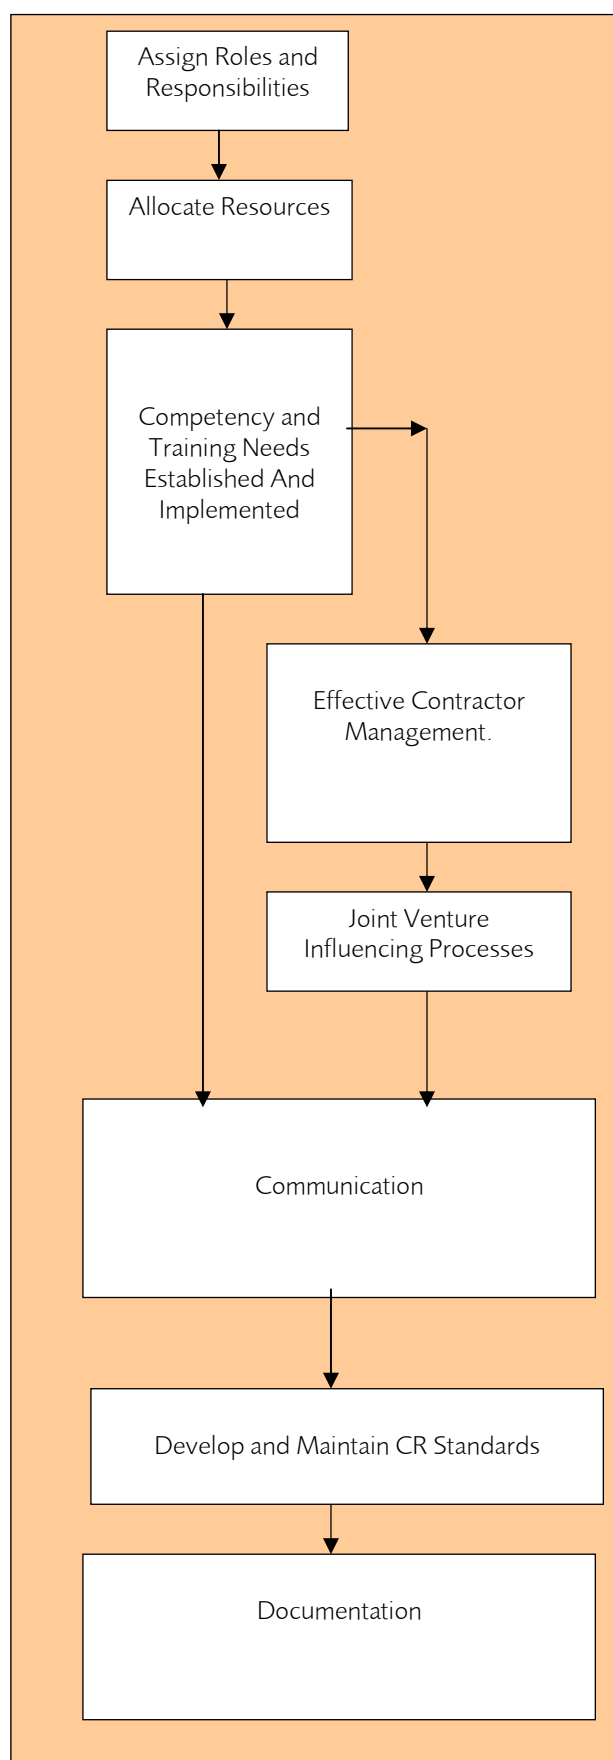 Assign Roles and
Responsibilities
Allocate Resources
Competency and
Training Needs
Established And
Implemented
Effective Contractor
Management.
Joint Venture
Influencing Processes
Communication
Develop and Maintain CR Standards
Documentation